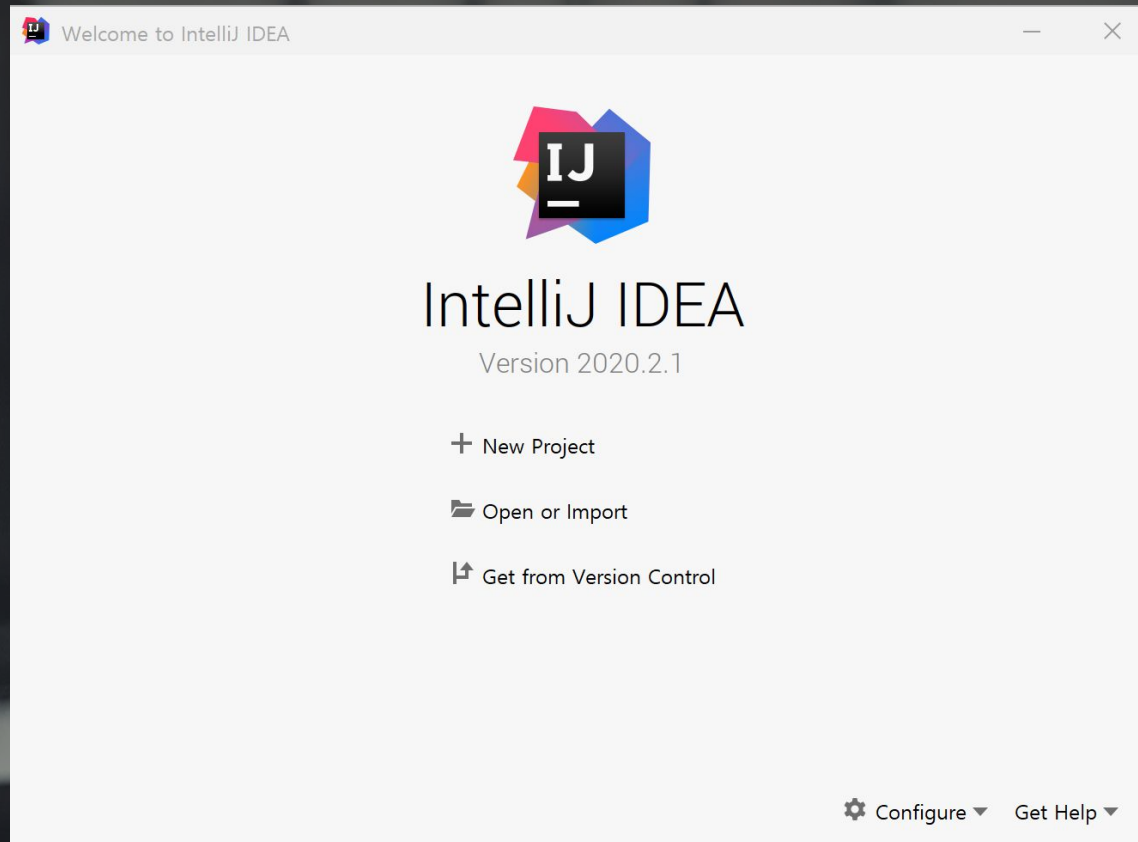 IJ
Welcome to IntelliJ IDEA
IJ
IntelliJ IDEA
Version 2020.2.1
New Project
Open or Import
Get from Version Control
Configure
Get Help